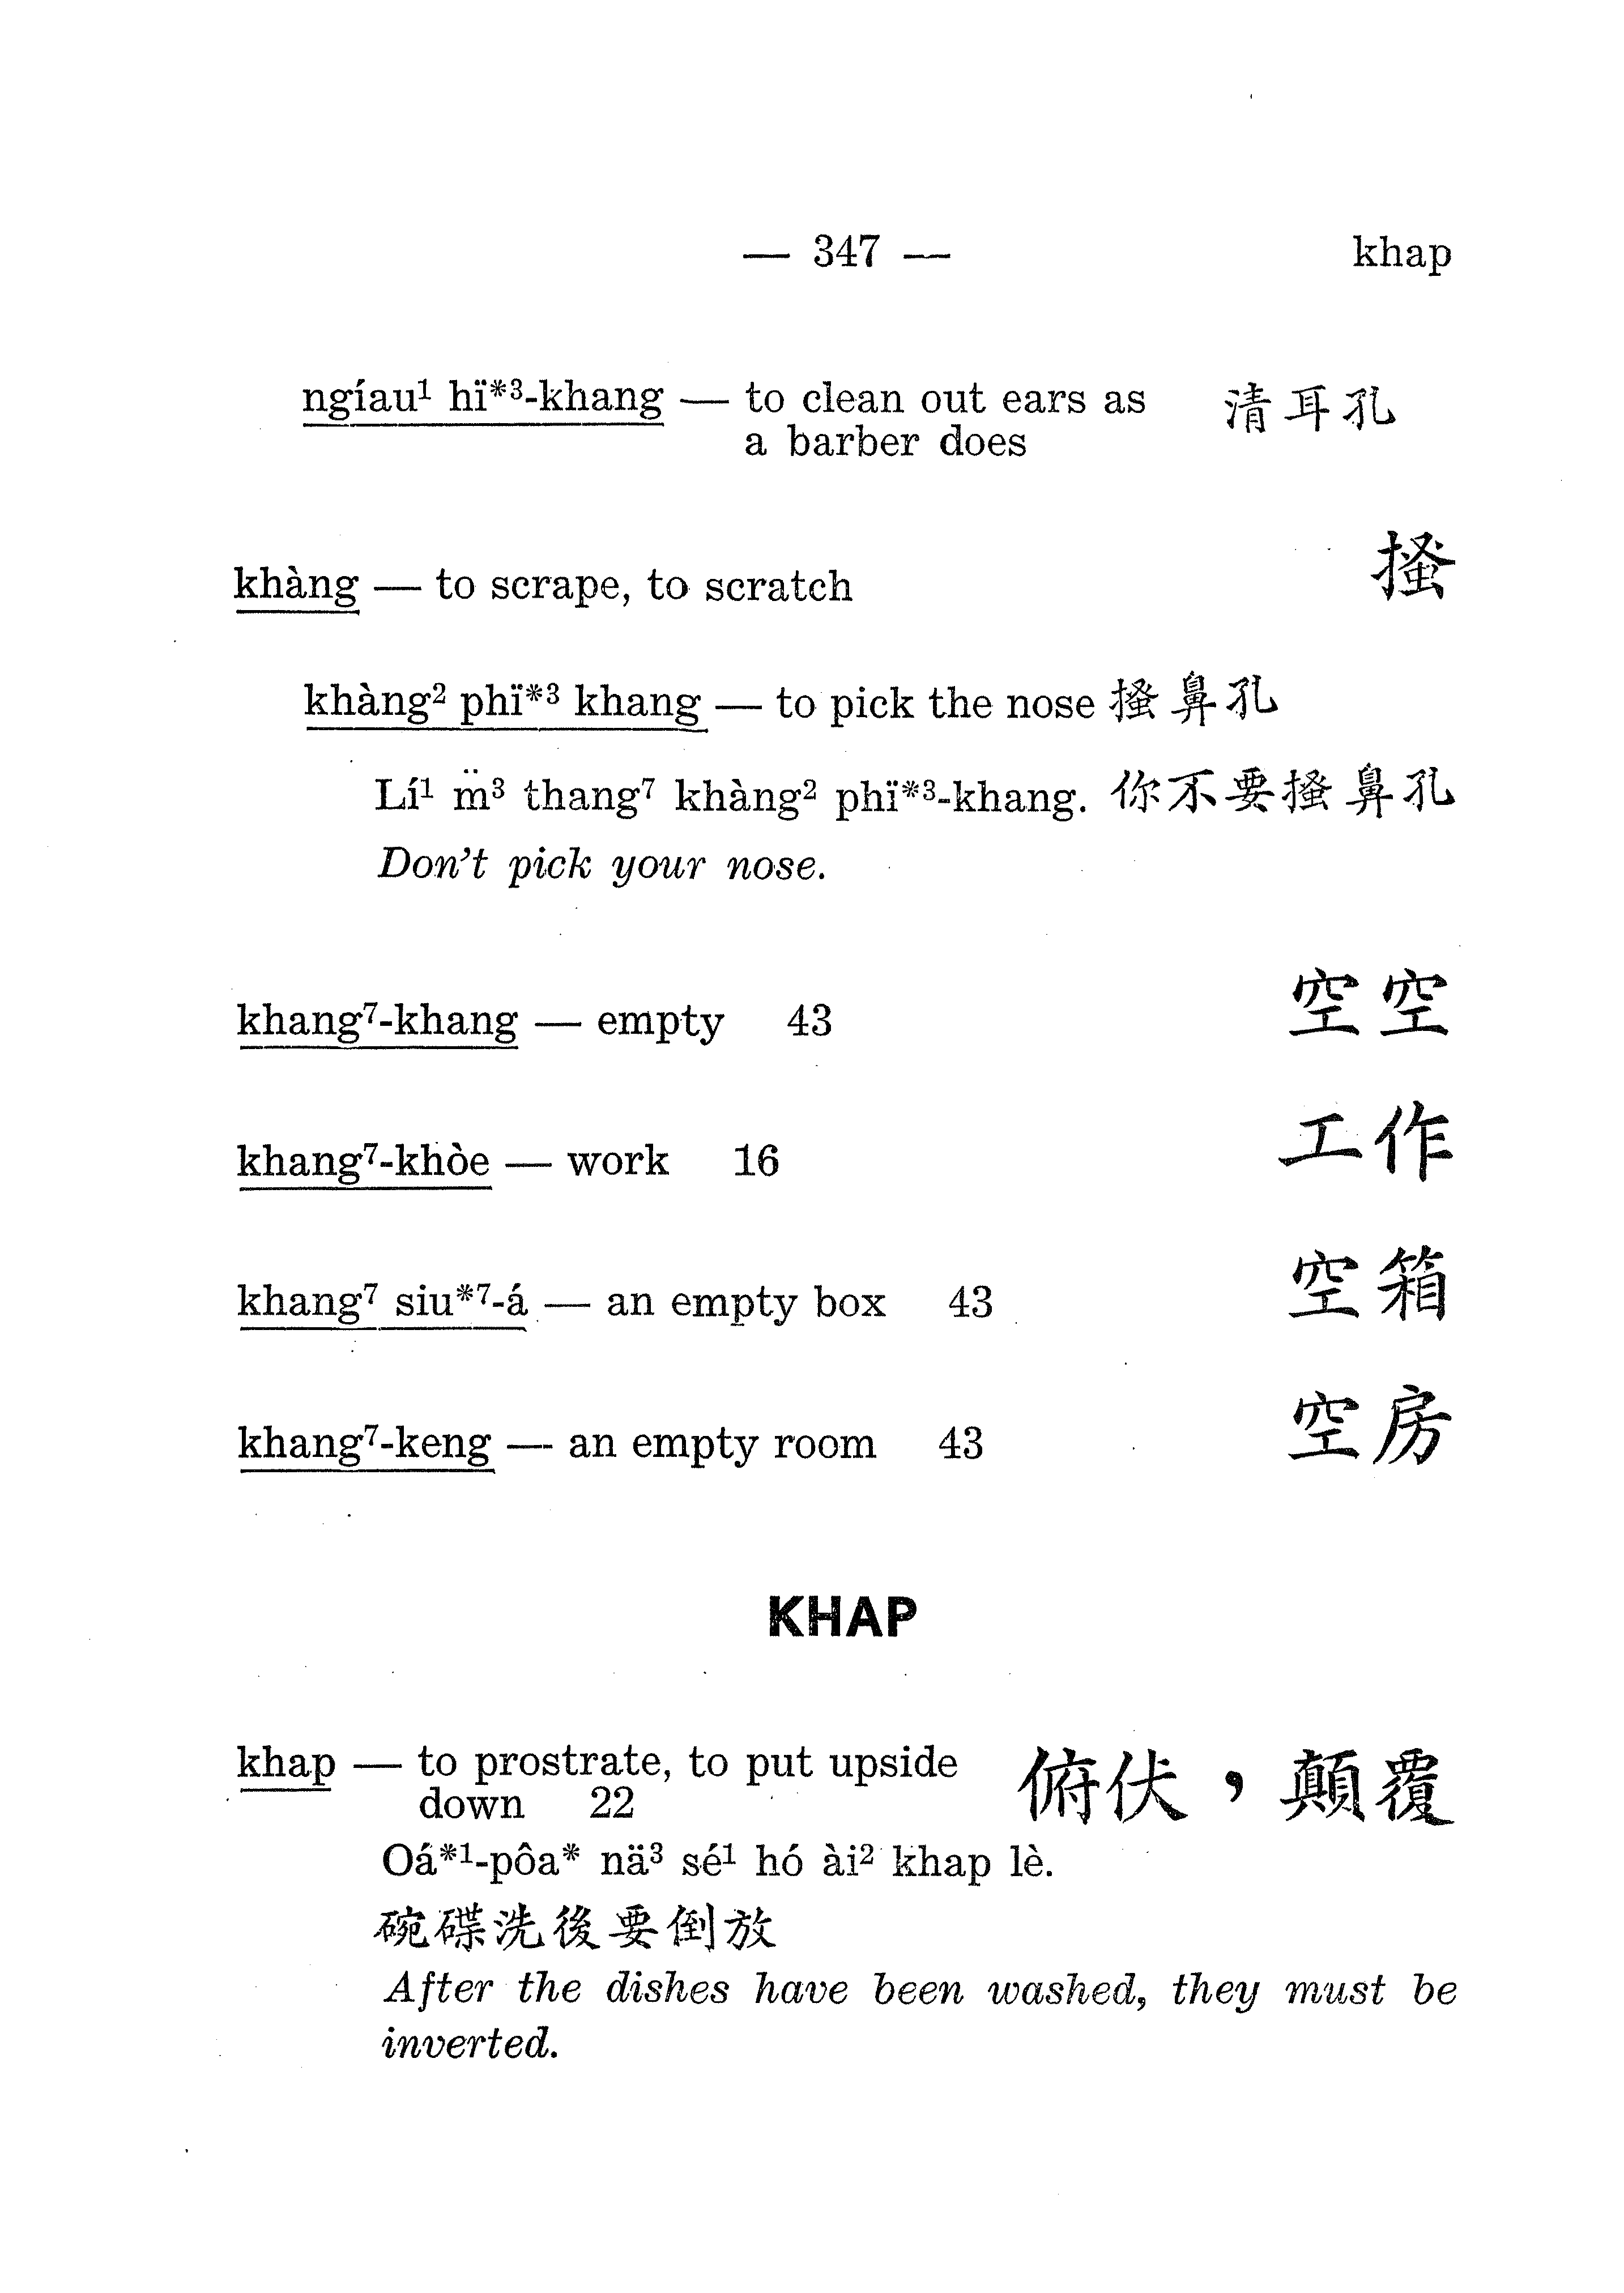 — 347 — khap
ngíau¹ hï*³-khang — to clean out ears as 清耳孔
a barber does
khàng — to scrape, to scratch 搔
khàng² phï*³ khang — to pick the nose 搔鼻孔
Lí¹ m̈³ thang⁷ khàng² phï*³-khang. 你不要搔鼻孔
Don't pick your nose.
khang⁷-khang — empty 43 空空
khang⁷-khòe — work 16 工作
khang⁷ siu*⁷-á — an empty box 43 空箱
khang⁷-keng — an empty room 43 空房
KHAP
khap — to prostrate, to put upside 俯伏，顛覆
down 22
Oá*¹-pôa* nä³ sé¹ hó ài² khap lè.
碗碟洗後要倒放
After the dishes have been washed, they must be
inverted.